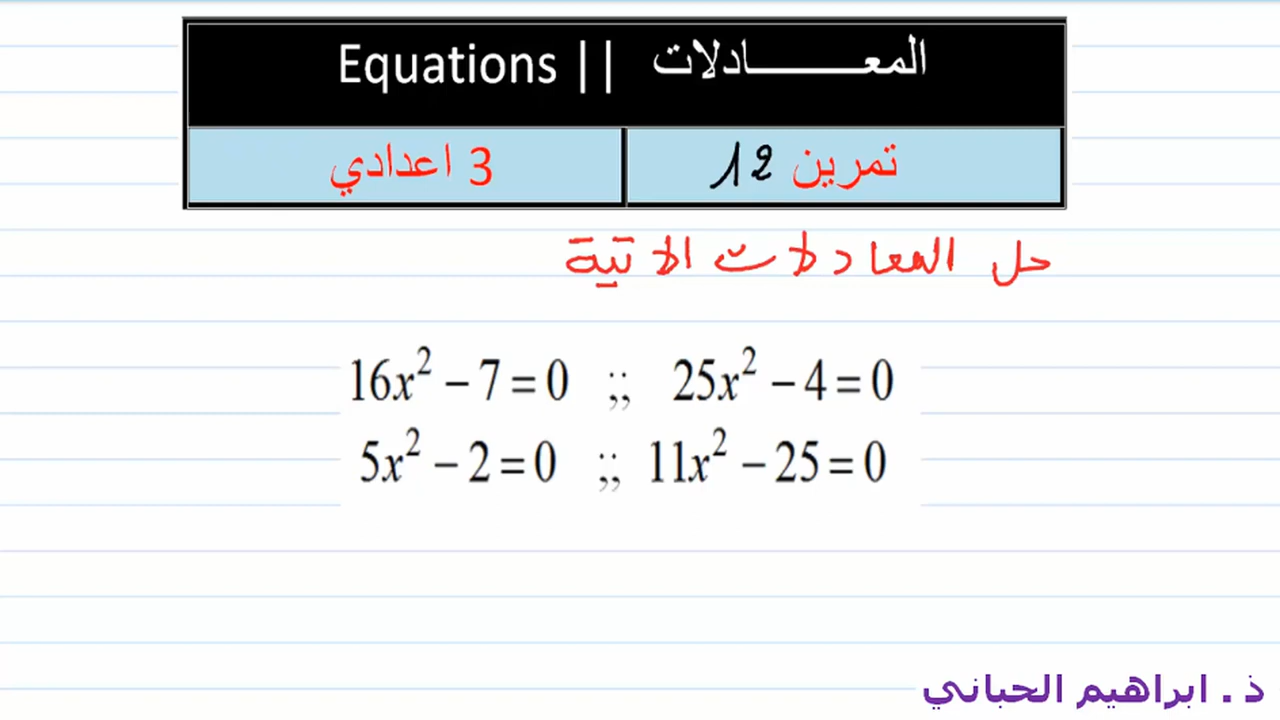 Equations || المعـــــــــادلات
تمرين 12
3 اعدادي
حل المعادلات الاتية
16x² − 7 = 0 ;; 25x² − 4 = 0
5x² − 2 = 0 ;; 11x² − 25 = 0
ذ . ابراهيم الحباني